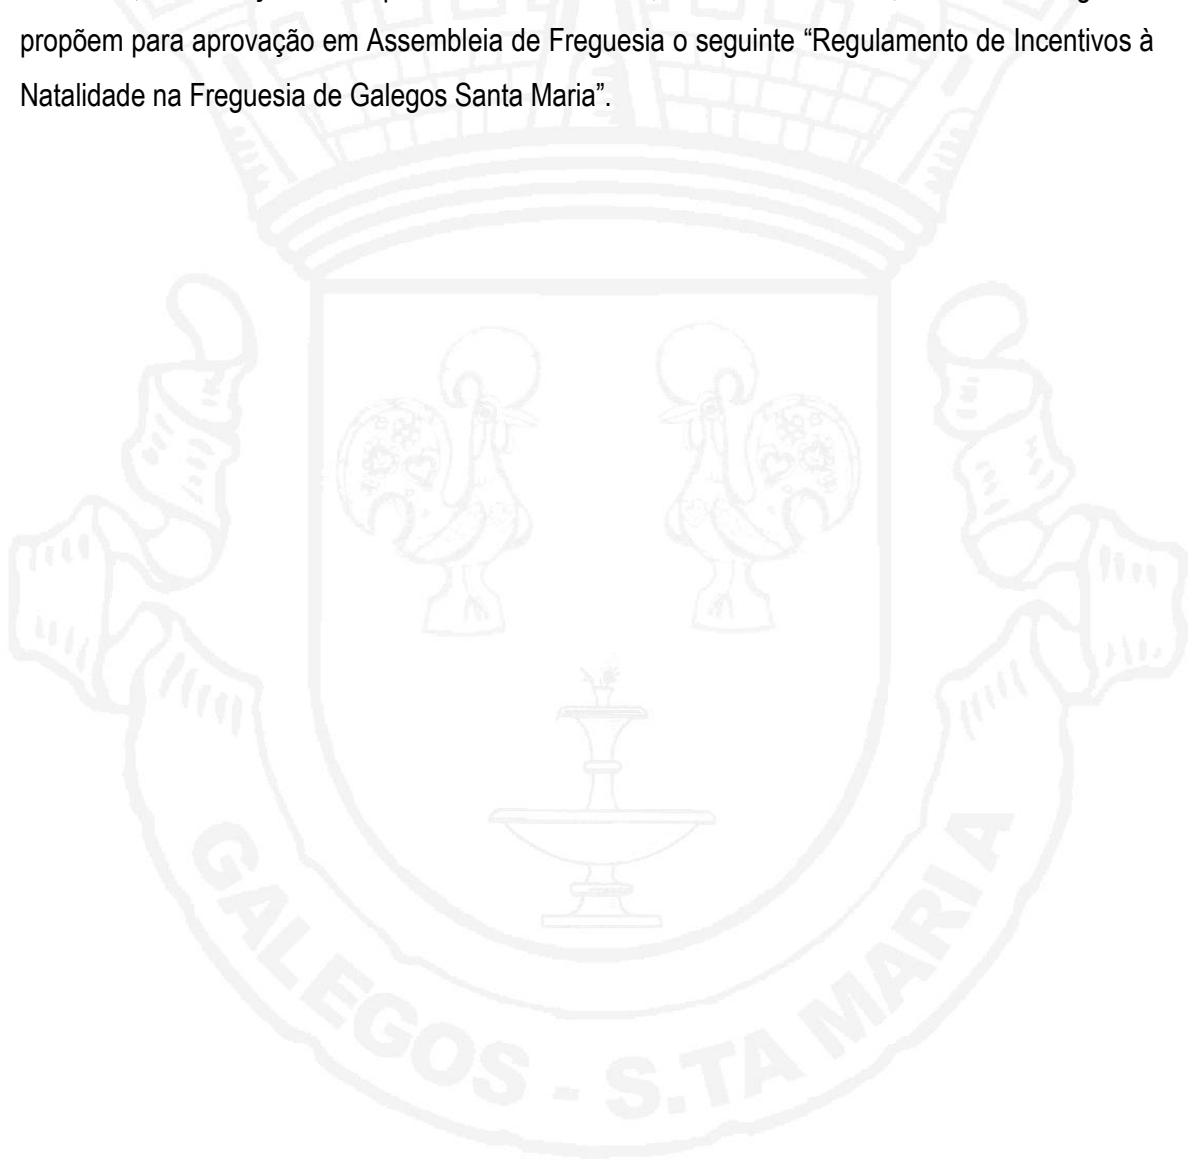 propõem para aprovação em Assembleia de Freguesia o seguinte “Regulamento de Incentivos à
Natalidade na Freguesia de Galegos Santa Maria”.
GALEGOS - S.TA MARIA